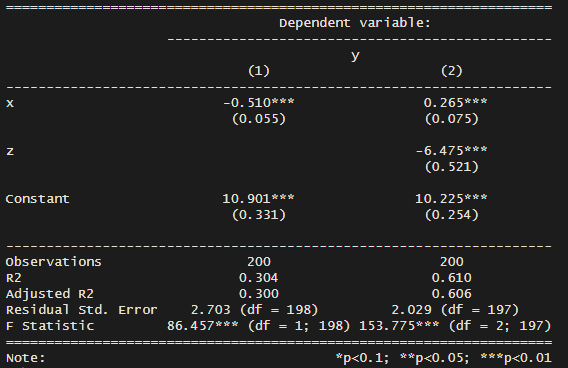 ===================================================================
Dependent variable:
-----------------------------------------------
y
(1) (2)
-------------------------------------------------------------------
x -0.510*** 0.265***
(0.055) (0.075)
z -6.475***
(0.521)
Constant 10.901*** 10.225***
(0.331) (0.254)
-------------------------------------------------------------------
Observations 200 200
R2 0.304 0.610
Adjusted R2 0.300 0.606
Residual Std. Error 2.703 (df = 198) 2.029 (df = 197)
F Statistic 86.457*** (df = 1; 198) 153.775*** (df = 2; 197)
===================================================================
Note: *p<0.1; **p<0.05; ***p<0.01